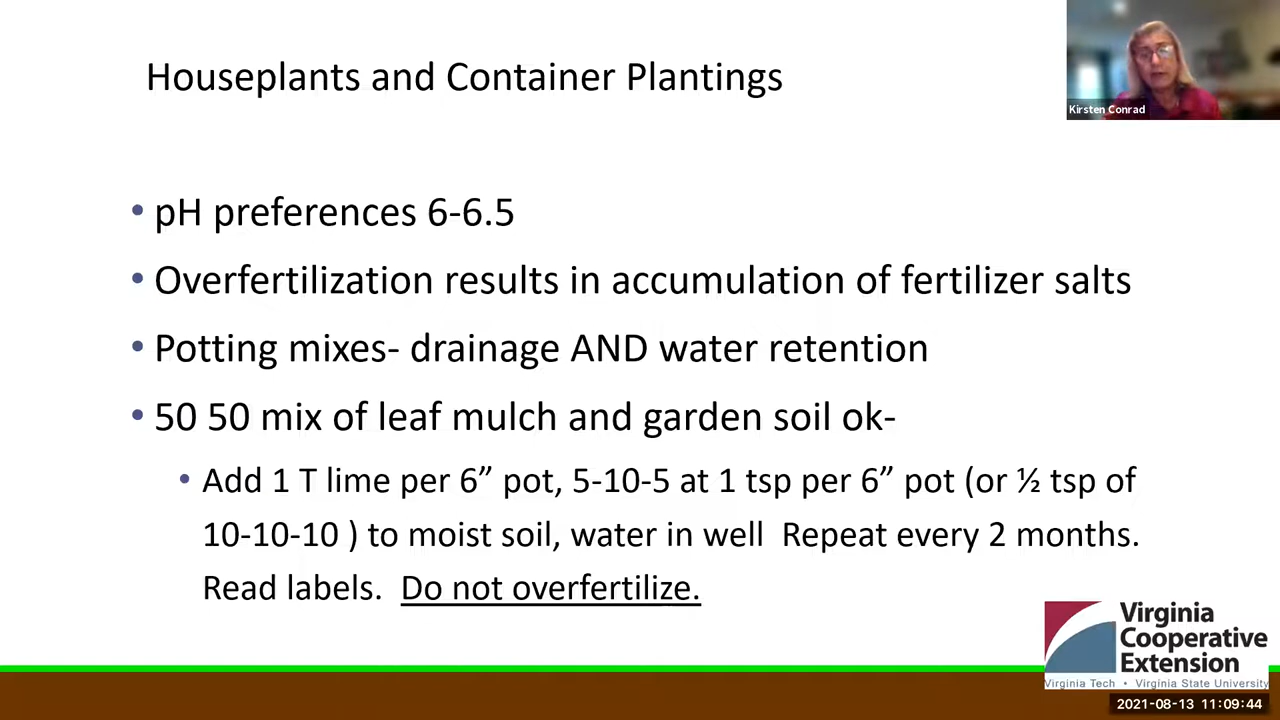 Houseplants and Container Plantings
Kirsten Conrad
• pH preferences 6-6.5
• Overfertilization results in accumulation of fertilizer salts
• Potting mixes- drainage AND water retention
• 50 50 mix of leaf mulch and garden soil ok-
• Add 1 T lime per 6” pot, 5-10-5 at 1 tsp per 6” pot (or ½ tsp of
10-10-10 ) to moist soil, water in well  Repeat every 2 months.
Read labels.  Do not overfertilize.
Virginia
Cooperative
Extension
Virginia Tech • Virginia State University
2021-08-13 11:09:44